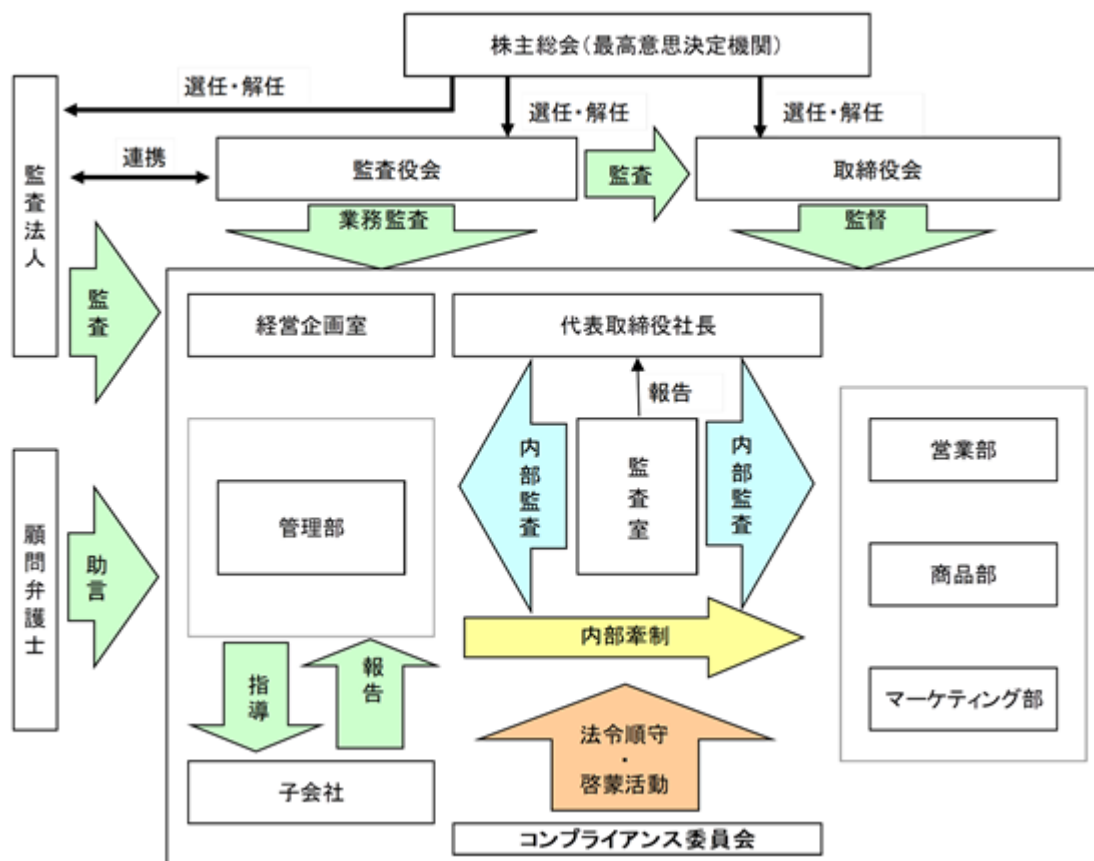 株主総会(最高意思決定機関)
選任・解任
選任・解任
選任・解任
連携
監査役会
監査
取締役会
監査法人
業務監査
監督
監査
経営企画室
代表取締役社長
報告
内部監査
監査室
内部監査
営業部
管理部
顧問弁護士
助言
商品部
内部牽制
指導
報告
マーケティング部
法令順守
・
啓蒙活動
子会社
コンプライアンス委員会